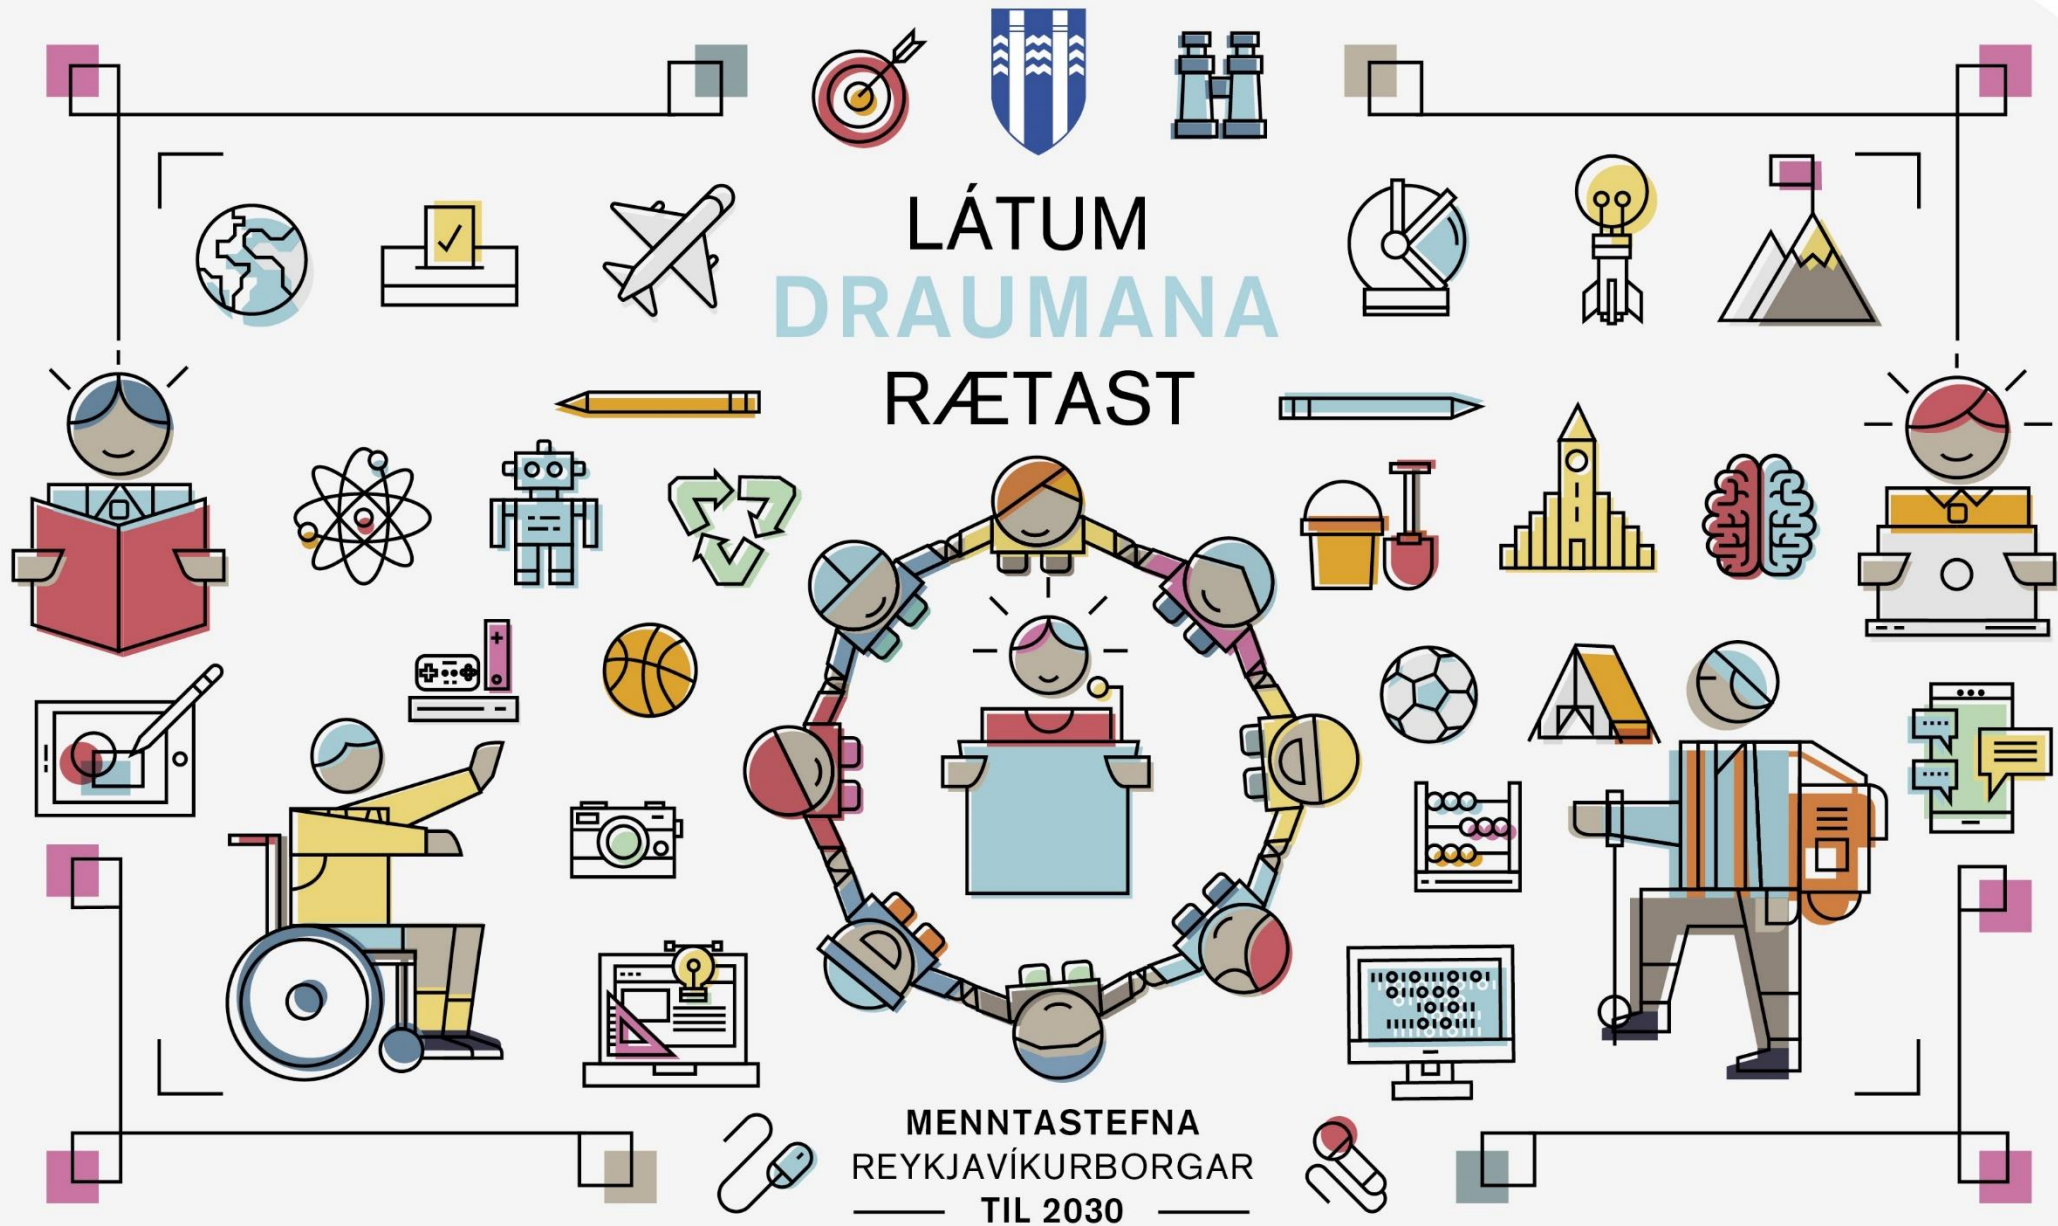 LÁTUM
DRAUMANA
RÆTAST
MENNTASTEFNA
REYKJAVÍKURBORGAR
TIL 2030